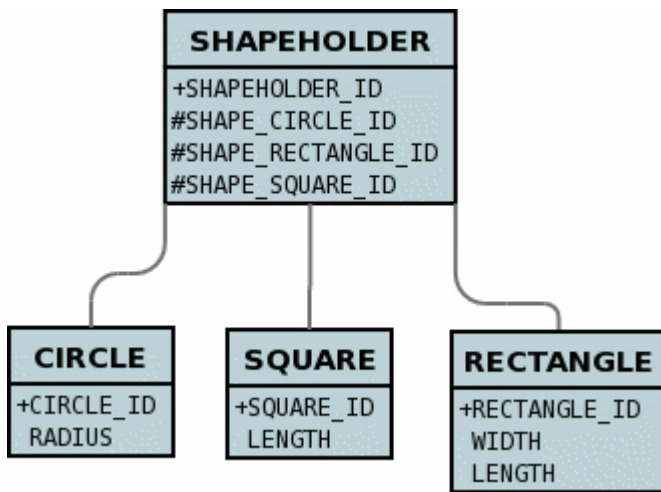 SHAPEHOLDER
+SHAPEHOLDER_ID
#SHAPE_CIRCLE_ID
#SHAPE_RECTANGLE_ID
#SHAPE_SQUARE_ID
CIRCLE
+CIRCLE_ID
RADIUS
SQUARE
+SQUARE_ID
LENGTH
RECTANGLE
+RECTANGLE_ID
WIDTH
LENGTH